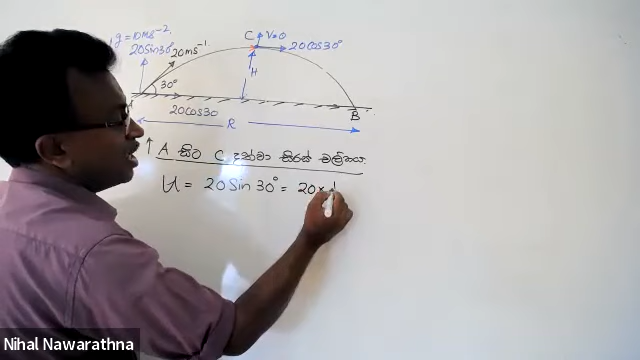 g = 10ms⁻²
20Sin30°
20ms⁻¹
30°
20cos30
C
V=0
20cos30°
H
R
B
↑ A සිට C දක්වා සිරස් චලිතය
U = 20 Sin 30° = 20 ×
Nihal Nawarathna